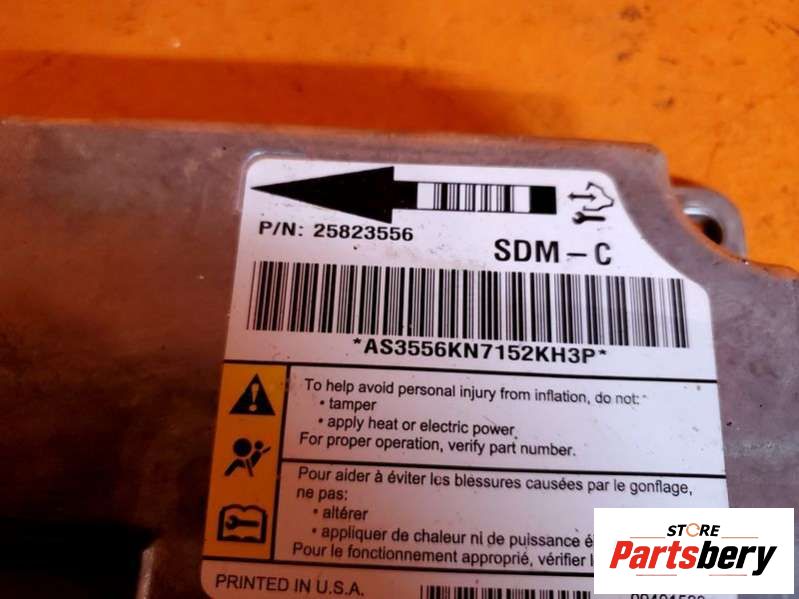 P/N: 25823556
SDM - C
*AS3556KN7152KH3P*
To help avoid personal injury from inflation, do not:
• tamper
• apply heat or electric power
For proper operation, verify part number.
Pour aider à éviter les blessures causées par le gonflage,
ne pas:
• altérer
• appliquer de chaleur ni de puissance
Pour le fonctionnement approprié, vérifier
PRINTED IN U.S.A.
STORE
Partsbery